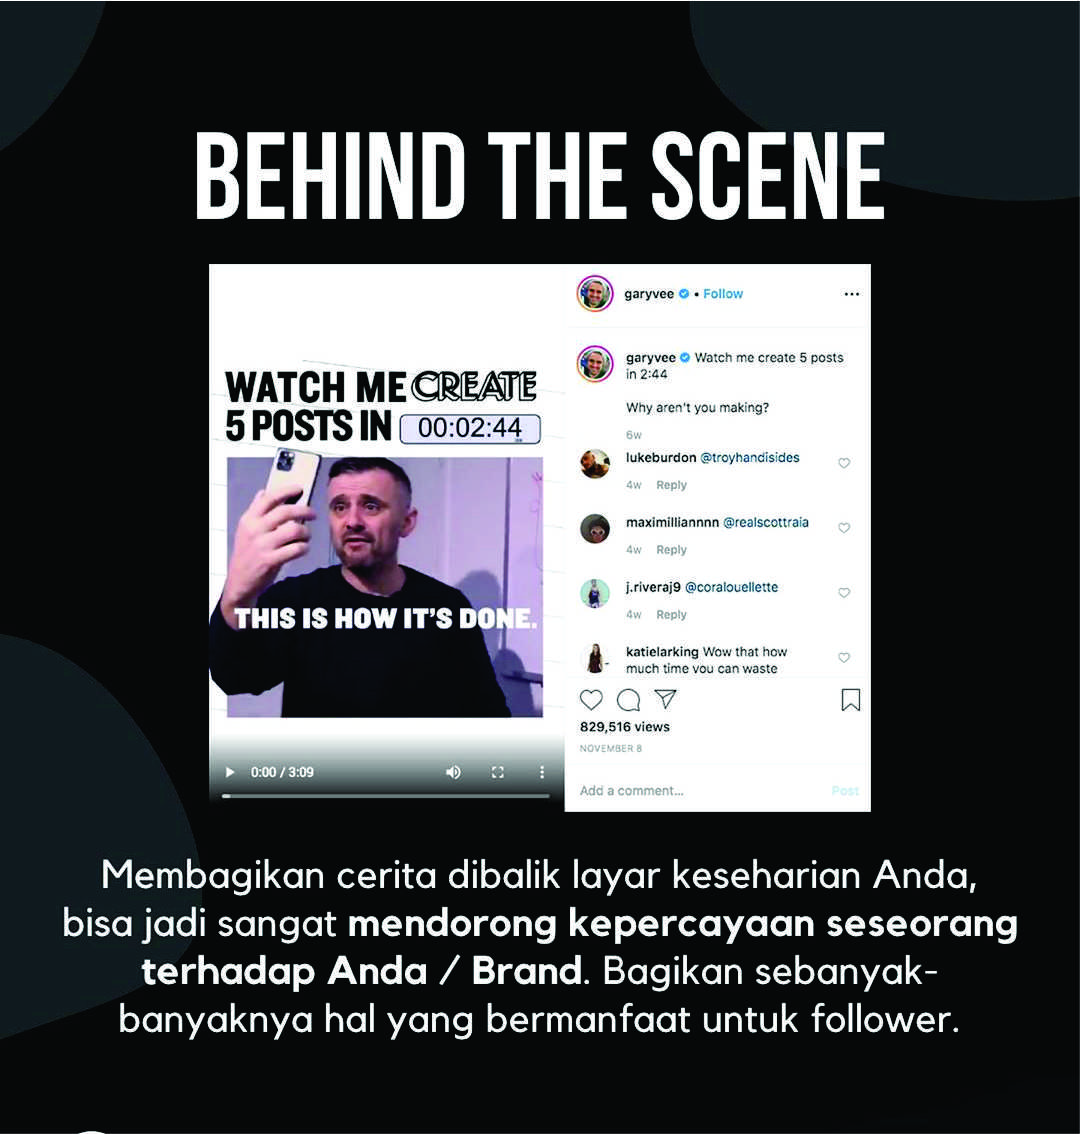 BEHIND THE SCENE
WATCH ME CREATE
5 POSTS IN 00:02:44
THIS IS HOW IT'S DONE.
0:00 / 3:09
garyvee • Follow
garyvee Watch me create 5 posts
in 2:44
Why aren't you making?
6w
lukeburdon @troyhandisides
4w Reply
maximilliannnn @realscottraia
4w Reply
j.riveraj9 @coralouellette
4w Reply
katielarking Wow that how
much time you can waste
829,516 views
NOVEMBER 8
Add a comment...
Post
Membagikan cerita dibalik layar keseharian Anda,
bisa jadi sangat mendorong kepercayaan seseorang
terhadap Anda / Brand. Bagikan sebanyak-
banyaknya hal yang bermanfaat untuk follower.